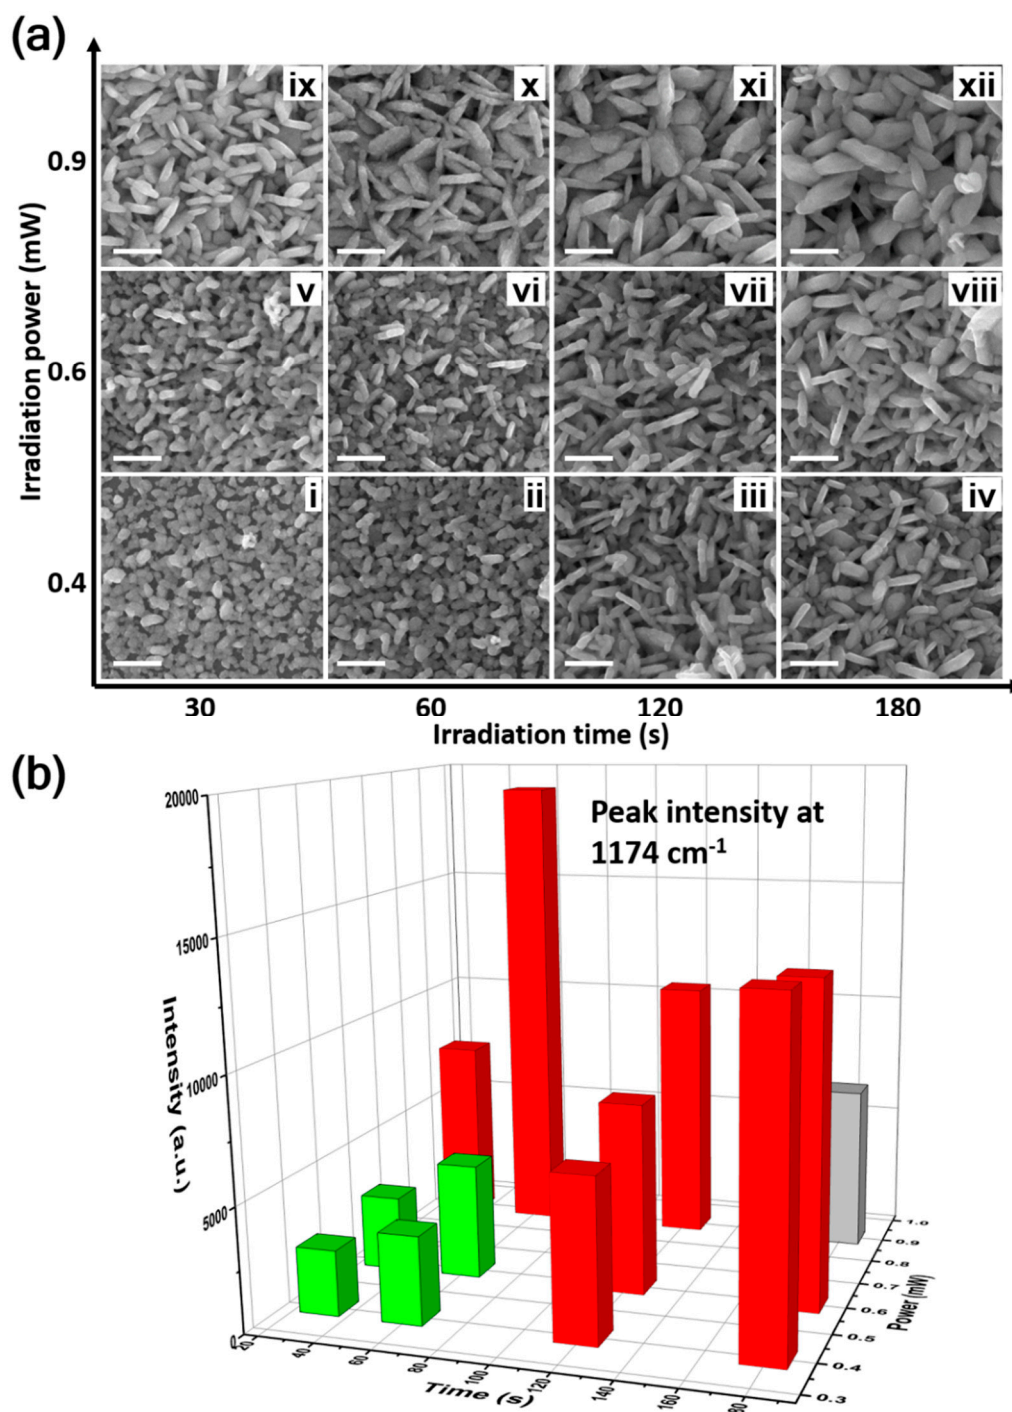 (a)
Irradiation power (mW)
0.9
ix
x
xi
xii
0.6
v
vi
vii
viii
0.4
i
ii
iii
iv
30
60
120
180
Irradiation time (s)
(b)
Peak intensity at
1174 cm-1
Intensity (a.u.)
20000
15000
10000
5000
0
20
40
60
80
100
120
140
160
180
Time (s)
1.0
0.9
0.8
0.7
0.6
0.5
0.4
0.3
Power (mW)